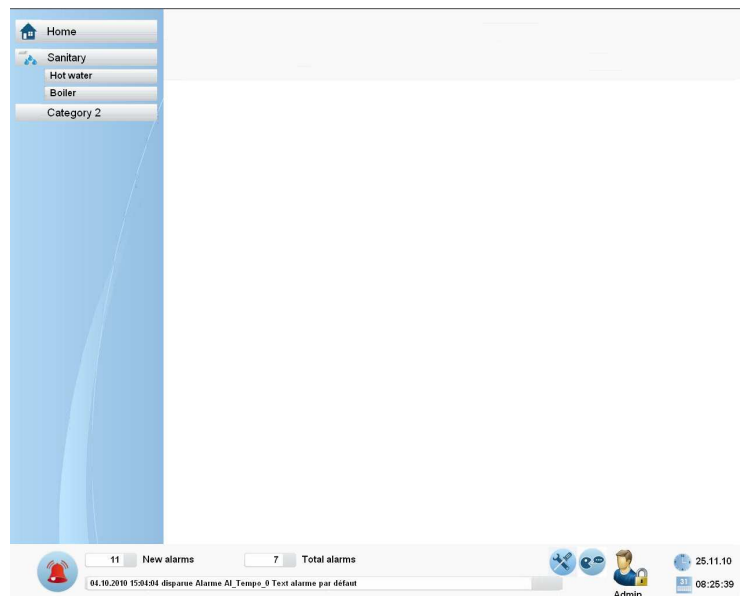 Home
Sanitary
Hot water
Boiler
Category 2
11 New alarms 7 Total alarms
04.10.2010 15:04:04 disparue Alarme Al_Tempo_0 Text alarme par défaut
Admin
25.11.10
31 08:25:39